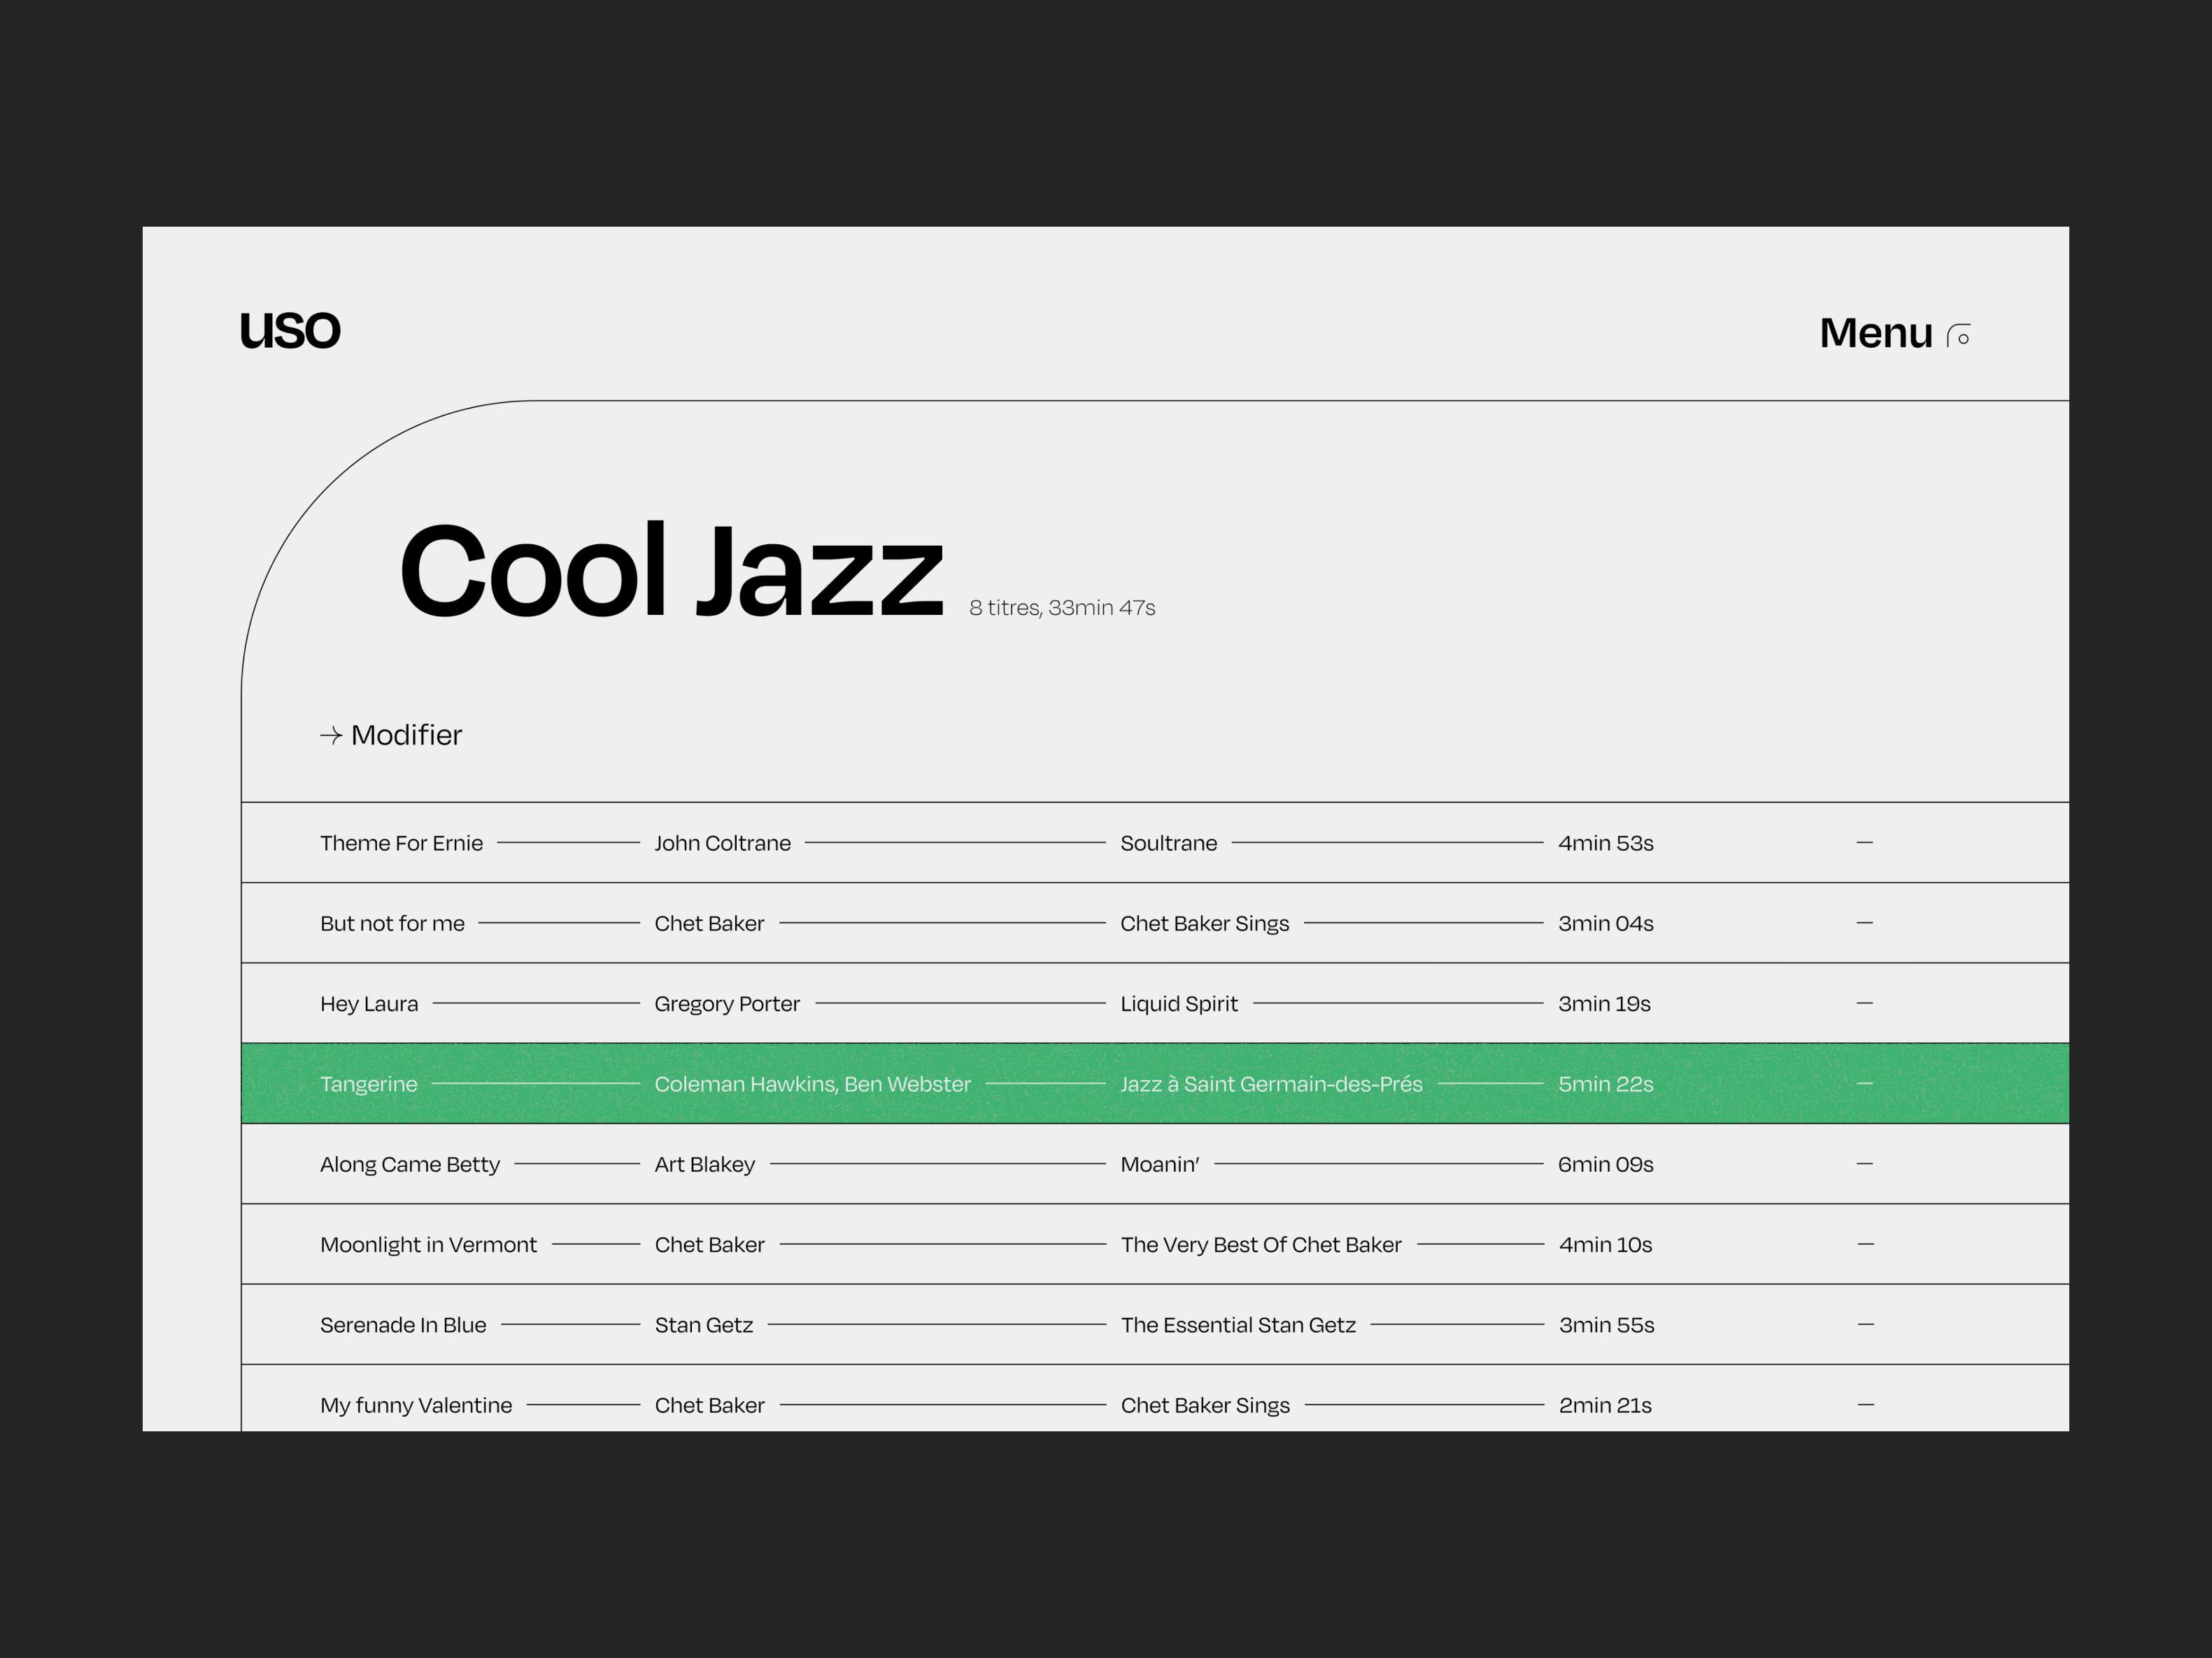 uso
Menu
Cool Jazz 8 titres, 33min 47s
→ Modifier
Theme For Ernie — John Coltrane — Soultrane — 4min 53s —
But not for me — Chet Baker — Chet Baker Sings — 3min 04s —
Hey Laura — Gregory Porter — Liquid Spirit — 3min 19s —
Tangerine — Coleman Hawkins, Ben Webster — Jazz à Saint Germain-des-Prés — 5min 22s —
Along Came Betty — Art Blakey — Moanin’ — 6min 09s —
Moonlight in Vermont — Chet Baker — The Very Best Of Chet Baker — 4min 10s —
Serenade In Blue — Stan Getz — The Essential Stan Getz — 3min 55s —
My funny Valentine — Chet Baker — Chet Baker Sings — 2min 21s —